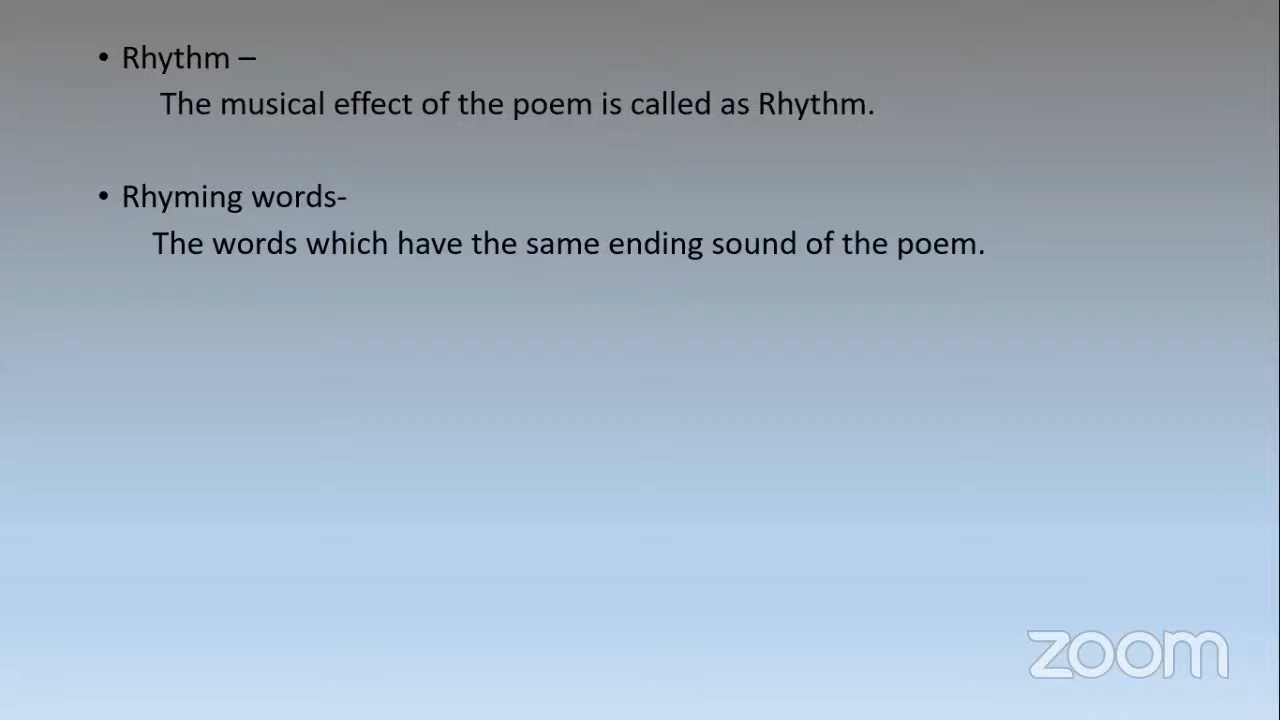 • Rhythm –
The musical effect of the poem is called as Rhythm.
• Rhyming words-
The words which have the same ending sound of the poem.
zoom